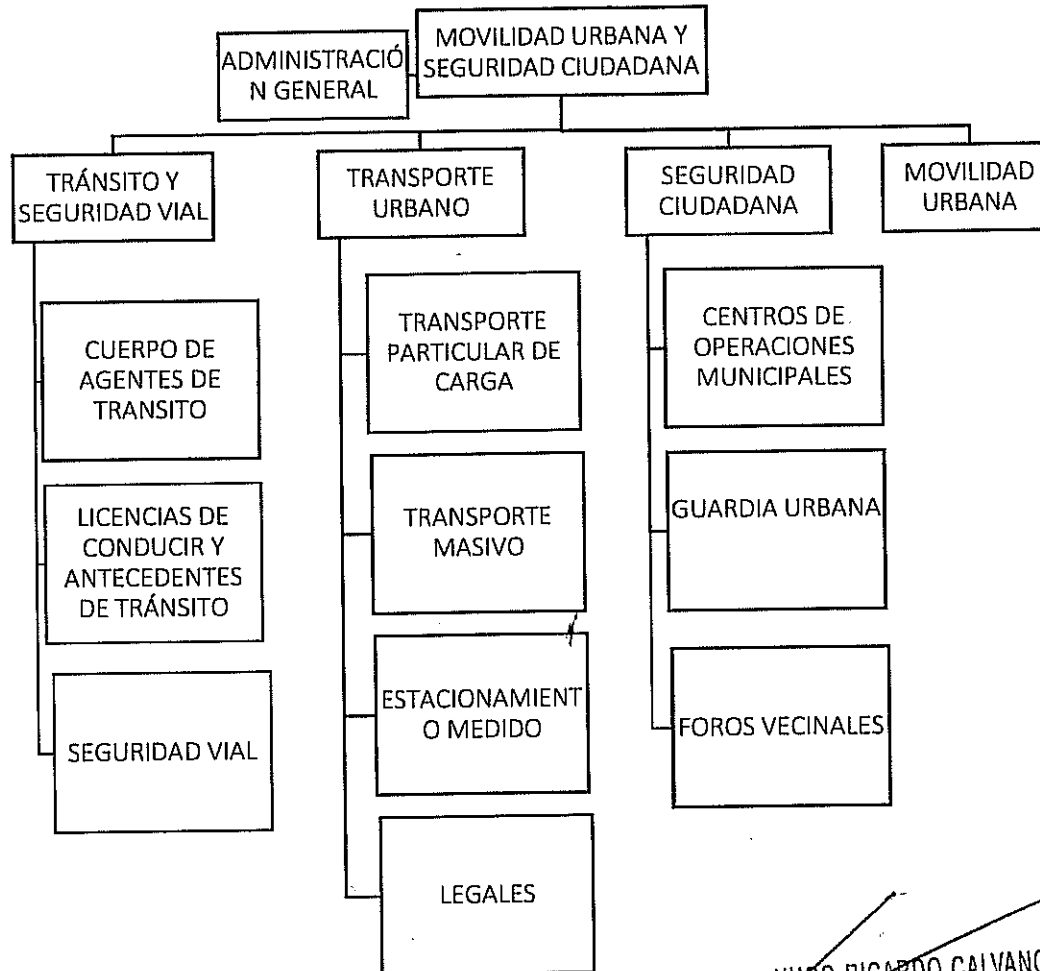 ADMINISTRACIÓ
N GENERAL
MOVILIDAD URBANA Y
SEGURIDAD CIUDADANA
TRÁNSITO Y
SEGURIDAD VIAL
TRANSPORTE
URBANO
SEGURIDAD
CIUDADANA
MOVILIDAD
URBANA
CUERPO DE
AGENTES DE
TRANSITO
LICENCIAS DE
CONDUCIR Y
ANTECEDENTES
DE TRÁNSITO
SEGURIDAD VIAL
TRANSPORTE
PARTICULAR DE
CARGA
TRANSPORTE
MASIVO
ESTACIONAMIENT
O MEDIDO
LEGALES
CENTROS DE
OPERACIONES
MUNICIPALES
GUARDIA URBANA
FOROS VECINALES
RICARDO GALVANO